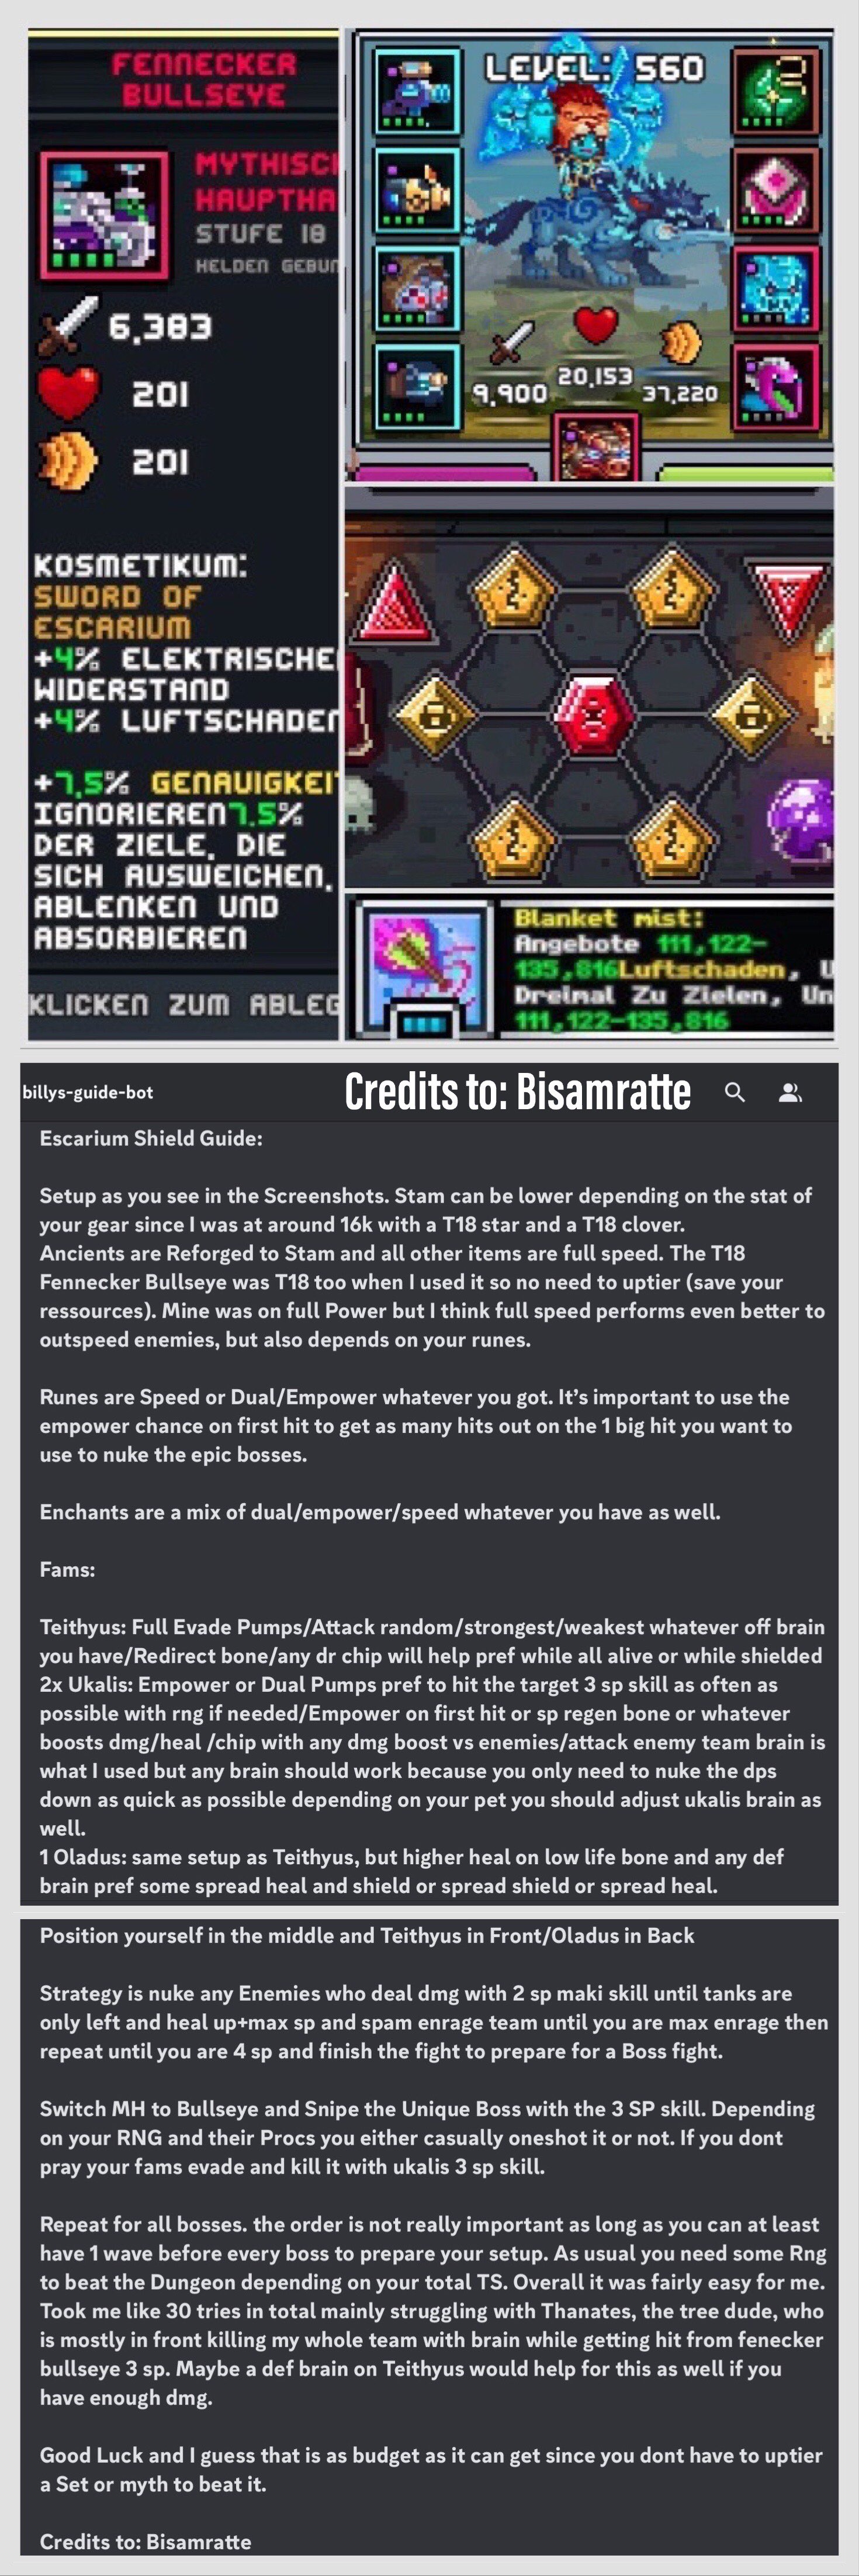 FENNECKER
BULLSEYE
MYTHISC
HAUPTHA
STUFE 18
HELDEN GEBUN
6,383
201
201
KOSMETIKUM:
SWORD OF
ESCARIUM
+4% ELEKTRISCHE
WIDERSTAND
+4% LUFTSCHADEN
+7,5% GENAUIGKEIT
IGNORIEREN7.5%
DER ZIELE, DIE
SICH AUSWEICHEN,
ABLENKEN UND
ABSORBIEREN
KLICKEN ZUM ABLEG
LEVEL: 560
9,900 20,153 37,220
Blanket mist:
Angebote 111,122-
135,816Luftschaden, U
Dreimal Zu Zielen, Un
111,122-135,816
billys-guide-bot
Credits to: Bisamratte
Escarium Shield Guide:
Setup as you see in the Screenshots. Stam can be lower depending on the stat of
your gear since I was at around 16k with a T18 star and a T18 clover.
Ancients are Reforged to Stam and all other items are full speed. The T18
Fennecker Bullseye was T18 too when I used it so no need to uptier (save your
ressources). Mine was on full Power but I think full speed performs even better to
outspeed enemies, but also depends on your runes.
Runes are Speed or Dual/Empower whatever you got. It's important to use the
empower chance on first hit to get as many hits out on the 1 big hit you want to
use to nuke the epic bosses.
Enchants are a mix of dual/empower/speed whatever you have as well.
Fams:
Teithyus: Full Evade Pumps/Attack random/strongest/weakest whatever off brain
you have/Redirect bone/any dr chip will help pref while all alive or while shielded
2x Ukalis: Empower or Dual Pumps pref to hit the target 3 sp skill as often as
possible with rng if needed/Empower on first hit or sp regen bone or whatever
boosts dmg/heal /chip with any dmg boost vs enemies/attack enemy team brain is
what I used but any brain should work because you only need to nuke the dps
down as quick as possible depending on your pet you should adjust ukalis brain as
well.
1 Oladus: same setup as Teithyus, but higher heal on low life bone and any def
brain pref some spread heal and shield or spread shield or spread heal.
Position yourself in the middle and Teithyus in Front/Oladus in Back
Strategy is nuke any Enemies who deal dmg with 2 sp maki skill until tanks are
only left and heal up+max sp and spam enrage team until you are max enrage then
repeat until you are 4 sp and finish the fight to prepare for a Boss fight.
Switch MH to Bullseye and Snipe the Unique Boss with the 3 SP skill. Depending
on your RNG and their Procs you either casually oneshot it or not. If you dont
pray your fams evade and kill it with ukalis 3 sp skill.
Repeat for all bosses. the order is not really important as long as you can at least
have 1 wave before every boss to prepare your setup. As usual you need some Rng
to beat the Dungeon depending on your total TS. Overall it was fairly easy for me.
Took me like 30 tries in total mainly struggling with Thanates, the tree dude, who
is mostly in front killing my whole team with brain while getting hit from fenecker
bullseye 3 sp. Maybe a def brain on Teithyus would help for this as well if you
have enough dmg.
Good Luck and I guess that is as budget as it can get since you dont have to uptier
a Set or myth to beat it.
Credits to: Bisamratte